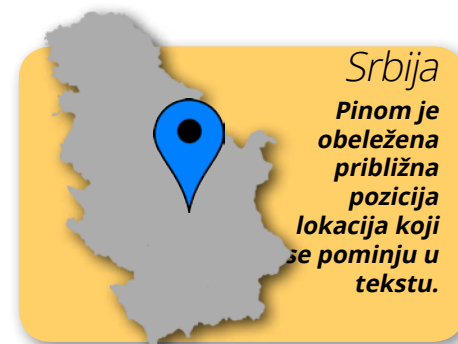 Srbija
Pinom je
obeležena
približna
pozicija
lokacija koji
se pominju u
tekstu.